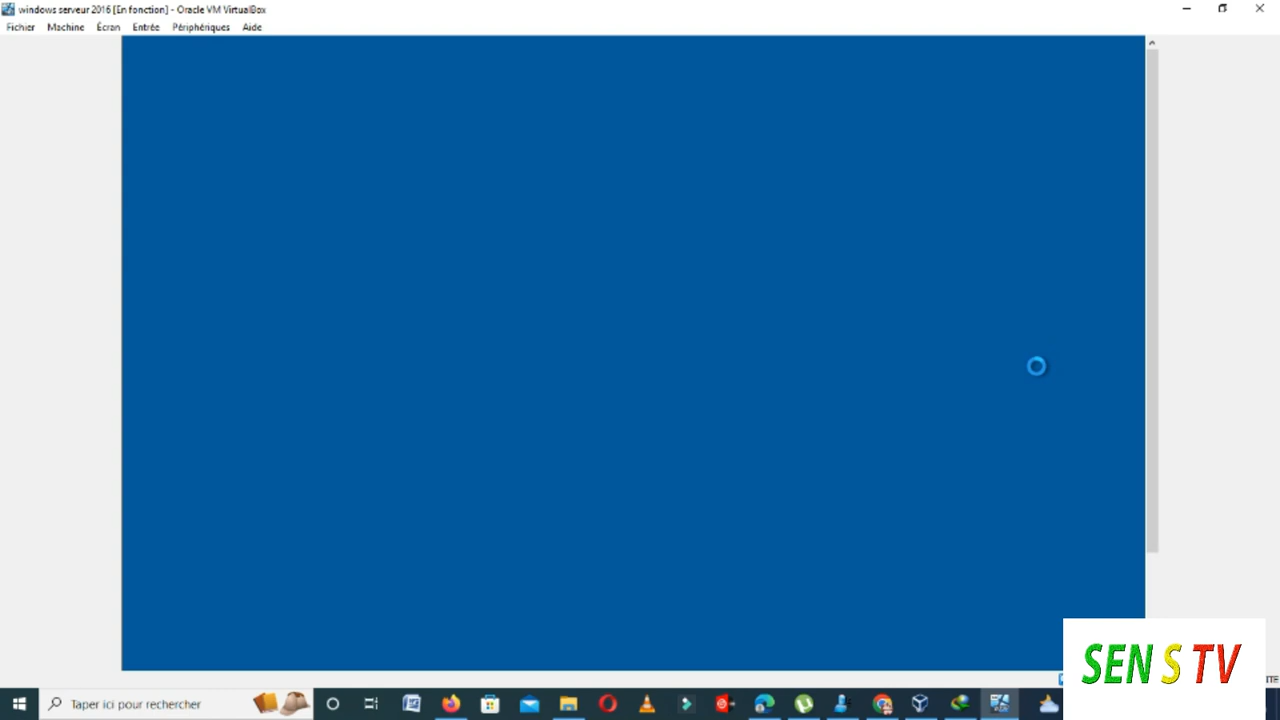 windows serveur 2016 [En fonction] - Oracle VM VirtualBox
Fichier Machine Écran Entrée Périphériques Aide
SEN S TV
Taper ici pour rechercher